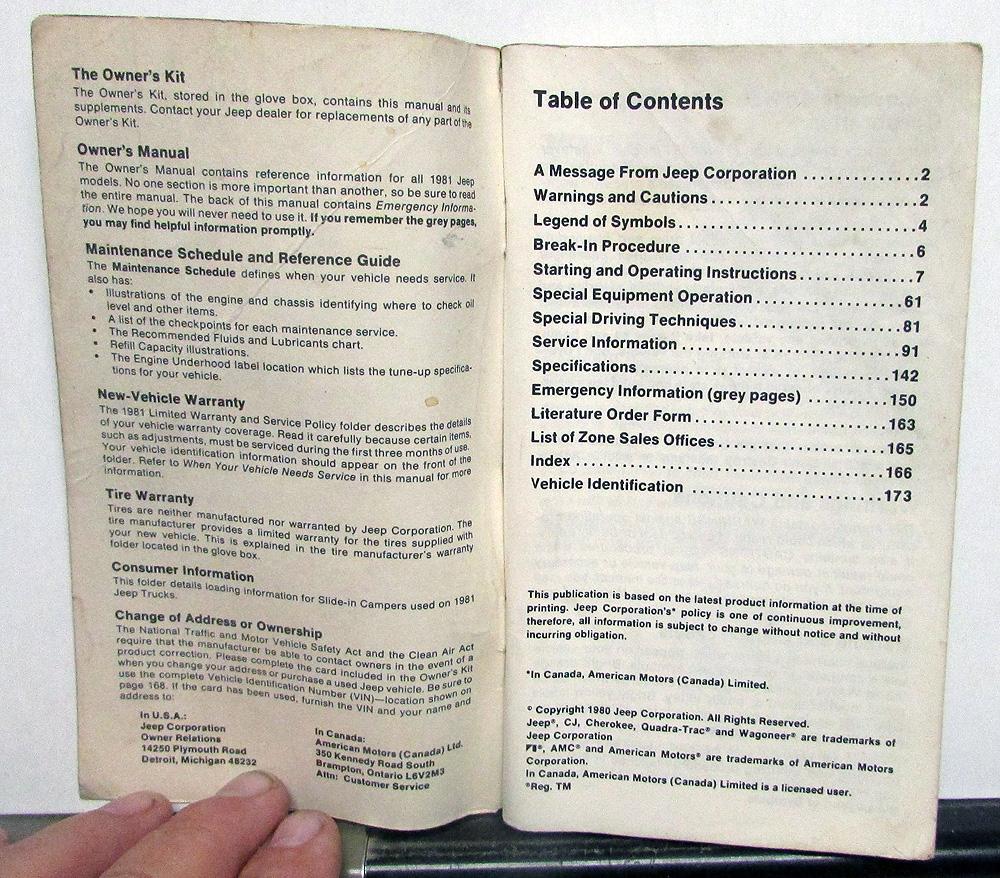 The Owner's Kit
The Owner's Kit, stored in the glove box, contains this manual and its
supplements. Contact your Jeep dealer for replacements of any part of the
Owner's Kit.
Owner's Manual
The Owner's Manual contains reference information for all 1981 Jeep
models. No one section is more important than another, so be sure to read
the entire manual. The back of this manual contains Emergency Informa-
tion. We hope you will never need to use it. If you remember the grey pages,
you may find helpful information promptly.
Maintenance Schedule and Reference Guide
The Maintenance Schedule defines when your vehicle needs service. It
also has:
• Illustrations of the engine and chassis identifying where to check oil
level and other items.
• A list of the checkpoints for each maintenance service.
• The Recommended Fluids and Lubricants chart.
• Refill Capacity illustrations.
• The Engine Underhood label location which lists the tune-up specifica-
tions for your vehicle.
New-Vehicle Warranty
The 1981 Limited Warranty and Service Policy folder describes the details
of your vehicle warranty coverage. Read it carefully because certain items,
such as adjustments, must be serviced during the first three months of use.
Your vehicle identification information should appear on the front of the
folder. Refer to When Your Vehicle Needs Service in this manual for more
information.
Tire Warranty
Tires are neither manufactured nor warranted by Jeep Corporation. The
tire manufacturer provides a limited warranty for the tires supplied with
your new vehicle. This is explained in the tire manufacturer's warranty
folder located in the glove box.
Consumer Information
This folder details loading information for Slide-in Campers used on 1981
Jeep Trucks.
Change of Address or Ownership
The National Traffic and Motor Vehicle Safety Act and the Clean Air Act
require that the manufacturer be able to contact owners in the event of a
product correction. Please complete the card included in the Owner's Kit
when you change your address or purchase a used Jeep vehicle. Be sure to
use the complete Vehicle Identification Number (VIN)—location shown on
page 168. If the card has been used, furnish the VIN and your name and
address to:
In U.S.A.:
Jeep Corporation
Owner Relations
14250 Plymouth Road
Detroit, Michigan 48232
In Canada:
American Motors (Canada) Ltd.
350 Kennedy Road South
Brampton, Ontario L6V2M3
Attn: Customer Service
Table of Contents
A Message From Jeep Corporation ..............2
Warnings and Cautions ..........................2
Legend of Symbols ..............................4
Break-In Procedure .............................6
Starting and Operating Instructions ..............7
Special Equipment Operation ...................61
Special Driving Techniques .....................81
Service Information ............................91
Specifications ................................142
Emergency Information (grey pages) ..........150
Literature Order Form .........................163
List of Zone Sales Offices .....................165
Index .........................................166
Vehicle Identification .........................173
This publication is based on the latest product information at the time of
printing. Jeep Corporation's* policy is one of continuous improvement,
therefore, all information is subject to change without notice and without
incurring obligation.
*In Canada, American Motors (Canada) Limited.
© Copyright 1980 Jeep Corporation. All Rights Reserved.
Jeep®, CJ, Cherokee, Quadra-Trac® and Wagoneer® are trademarks of
Jeep Corporation
®, AMC® and American Motors® are trademarks of American Motors
Corporation.
In Canada, American Motors (Canada) Limited is a licensed user.
®Reg. TM